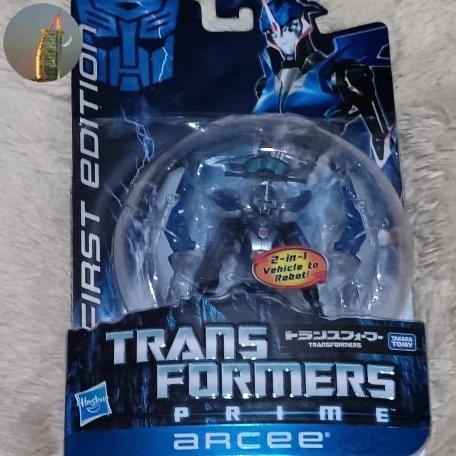 FIRST EDITION
2-in-1
Vehicle to
Robot!
TRANS
FORMERS
トランスフォーマー
TRANSFORMERS
TAKARA
TOMY
Hasbro
PRIME™
ARCEE®